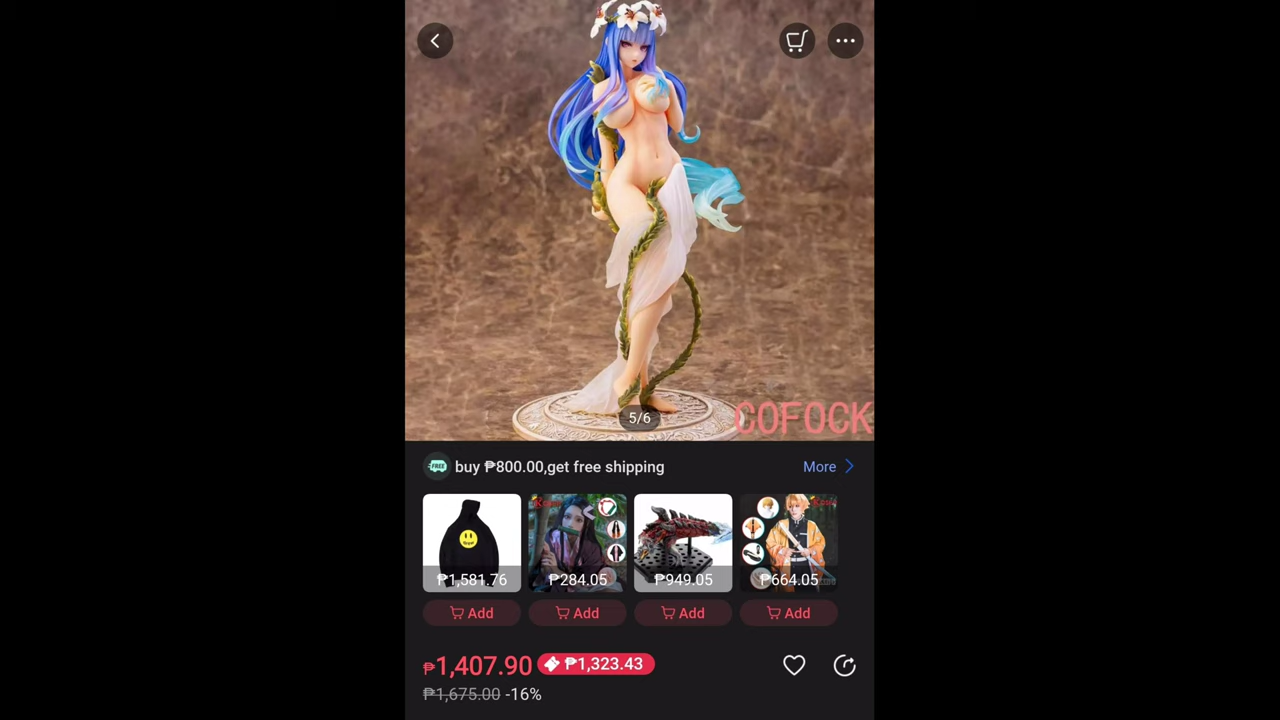 COFOCK
5/6
FREE
buy ₱800.00,get free shipping
More
₱1,581.76
₱284.05
₱949.05
₱664.05
Add
Add
Add
Add
₱1,407.90
₱1,323.43
₱1,675.00 -16%